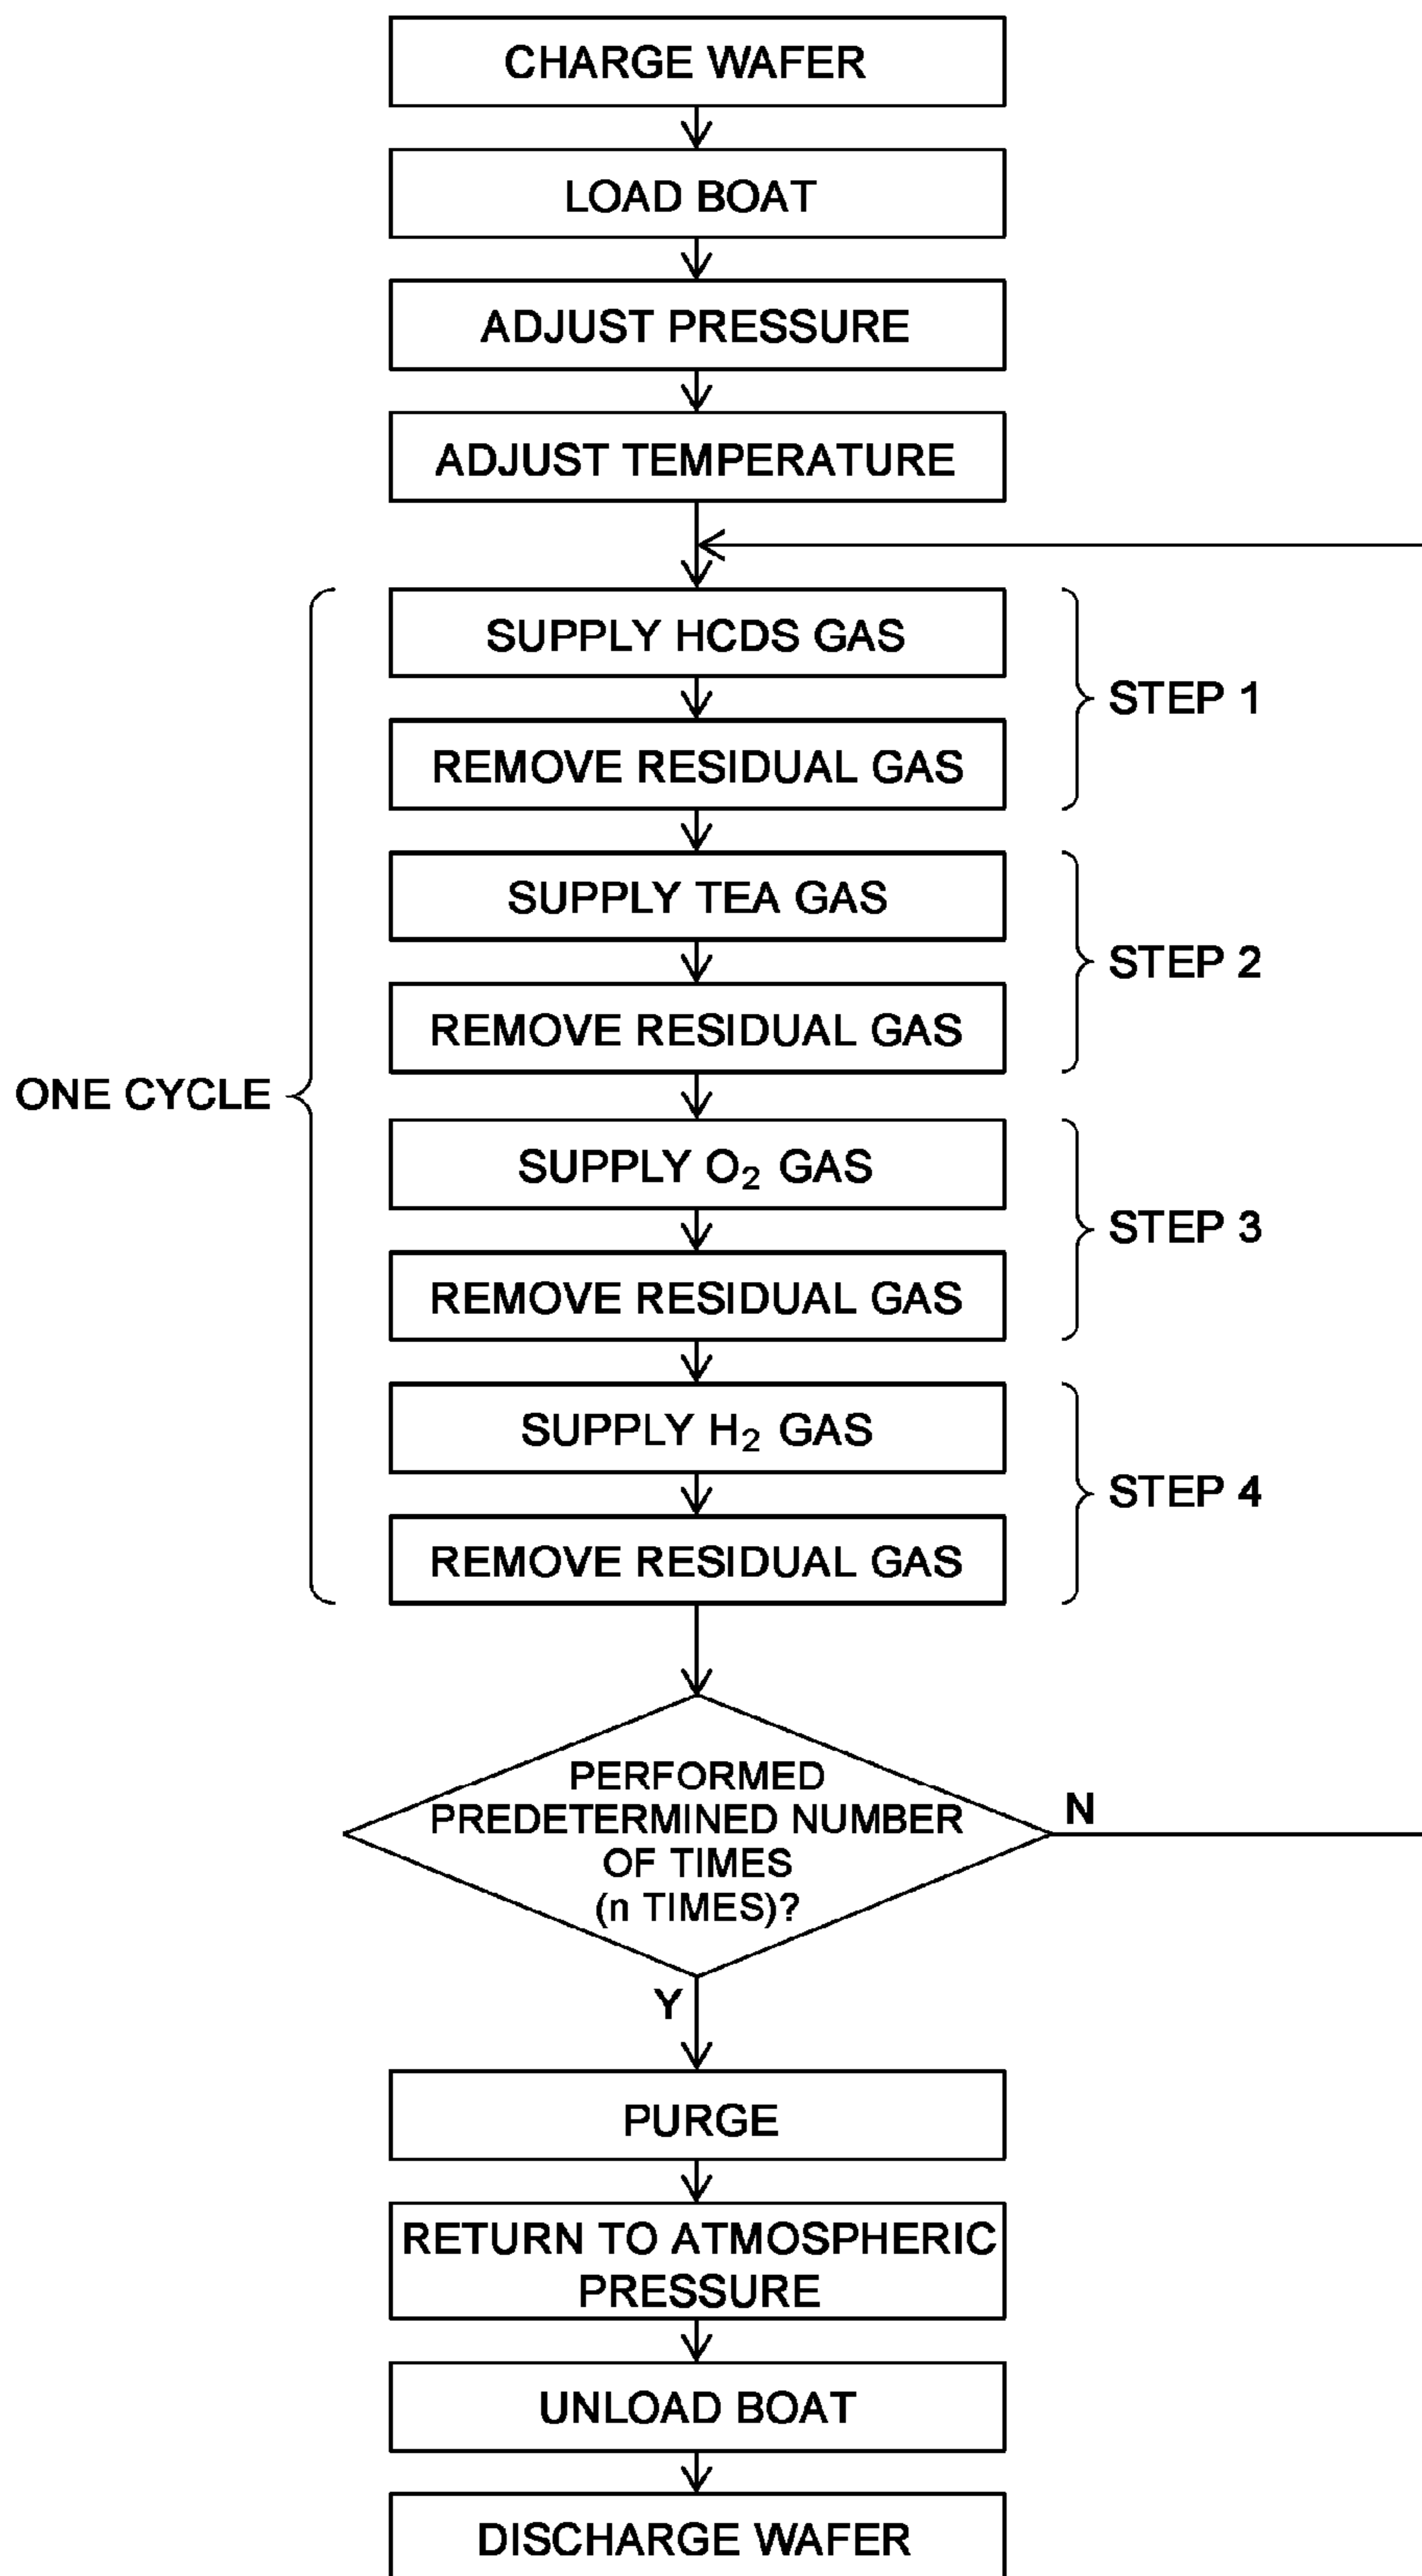 CHARGE WAFER
LOAD BOAT
ADJUST PRESSURE
ADJUST TEMPERATURE
SUPPLY HCDS GAS
STEP 1
REMOVE RESIDUAL GAS
SUPPLY TEA GAS
STEP 2
REMOVE RESIDUAL GAS
ONE CYCLE
SUPPLY O₂ GAS
STEP 3
REMOVE RESIDUAL GAS
SUPPLY H₂ GAS
STEP 4
REMOVE RESIDUAL GAS
PERFORMED
PREDETERMINED NUMBER
OF TIMES
(n TIMES)?
N
Y
PURGE
RETURN TO ATMOSPHERIC
PRESSURE
UNLOAD BOAT
DISCHARGE WAFER